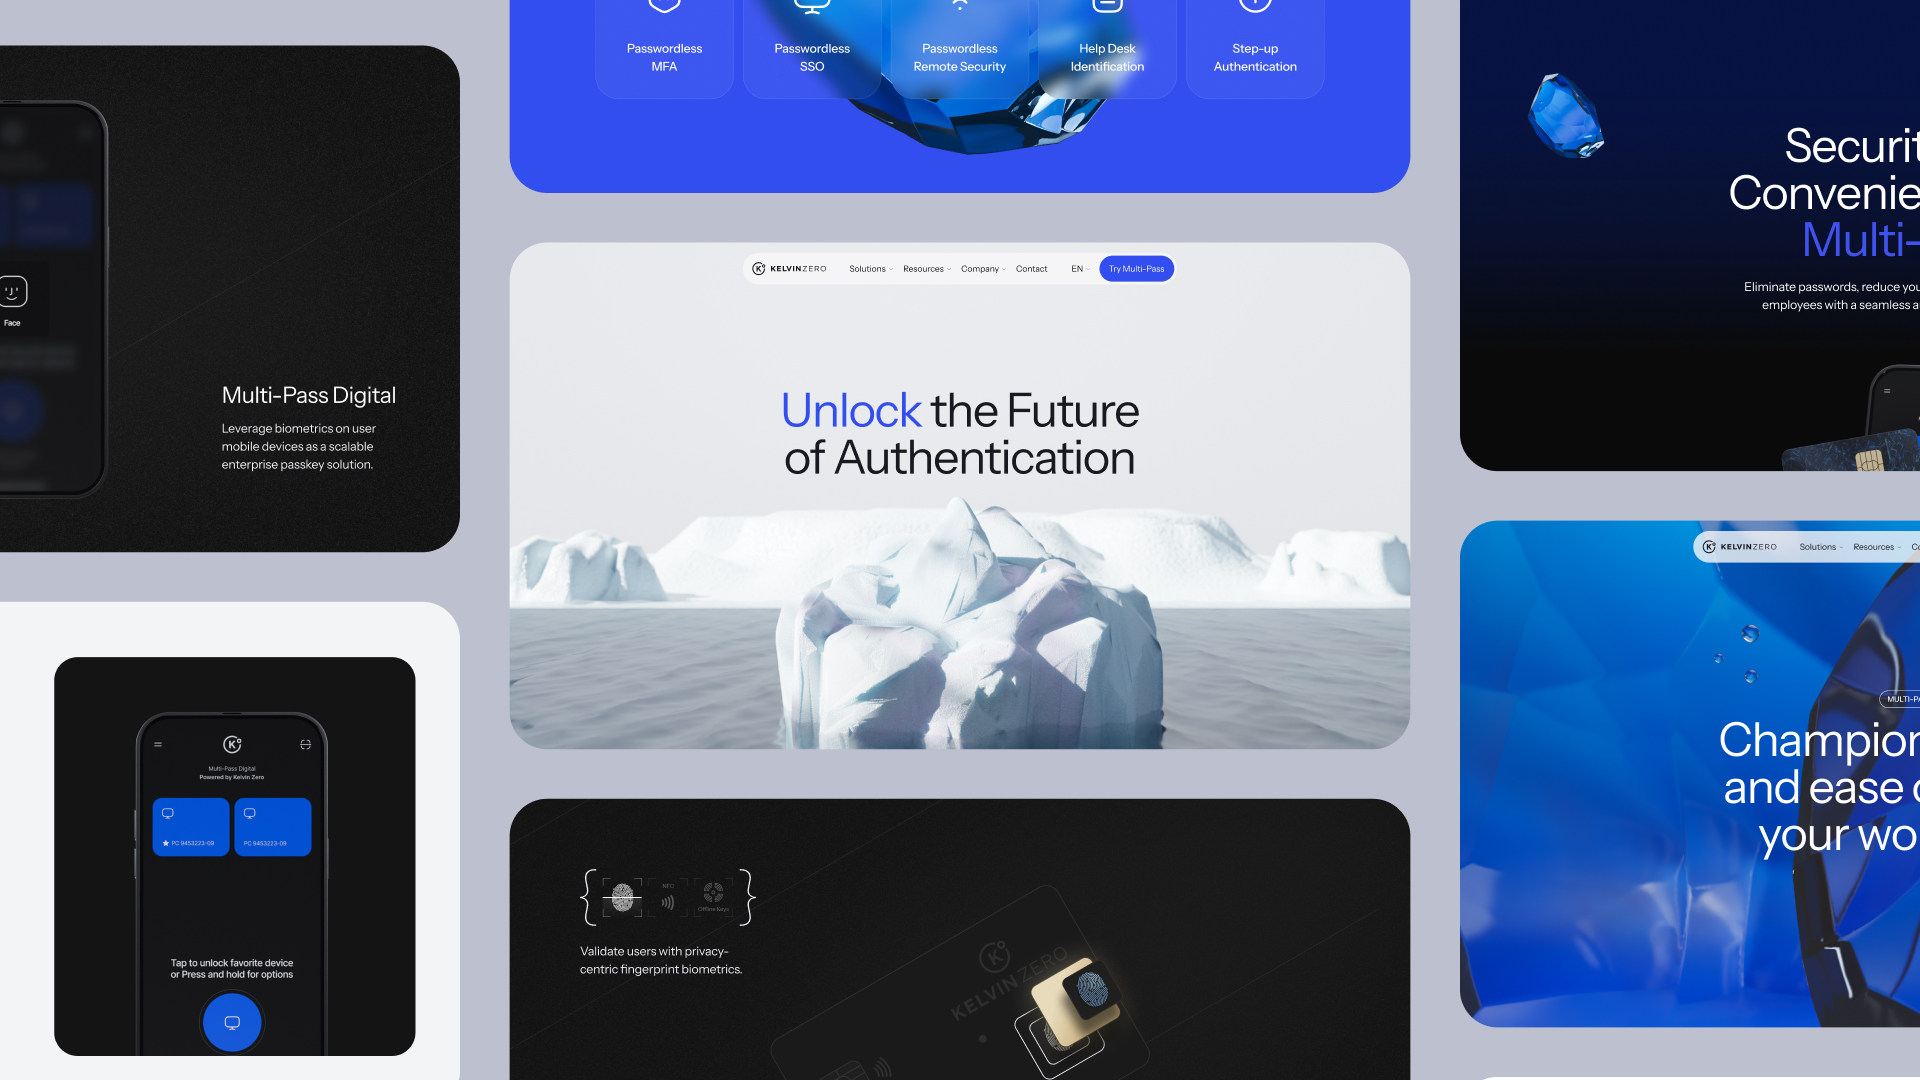 Face
Multi-Pass Digital
Leverage biometrics on user
mobile devices as a scalable
enterprise passkey solution.
K
Multi-Pass Digital
Powered by Kelvin Zero
PC 9453223-09
PC 9453223-09
Tap to unlock favorite device
or Press and hold for options
Passwordless
MFA
Passwordless
SSO
Passwordless
Remote Security
Help Desk
Identification
Step-up
Authentication
K KELVINZERO Solutions Resources Company Contact EN Try Multi-Pass
Unlock the Future
of Authentication
NFC
Offline Keys
Validate users with privacy-
centric fingerprint biometrics.
K
KELVINZERO
Securit
Convenie
Multi-
Eliminate passwords, reduce you
employees with a seamless a
K KELVINZERO Solutions Resources Co
MULTI-PA
Champion
and ease o
your wo